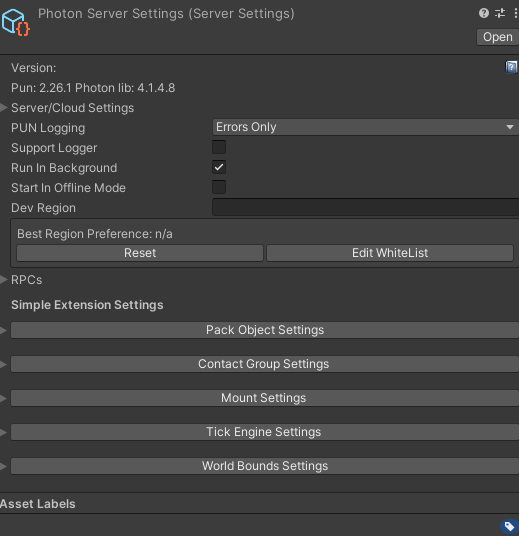 Photon Server Settings (Server Settings)
Open
Version:
Pun: 2.26.1 Photon lib: 4.1.4.8
Server/Cloud Settings
PUN Logging Errors Only
Support Logger
Run In Background
Start In Offline Mode
Dev Region
Best Region Preference: n/a
Reset Edit WhiteList
RPCs
Simple Extension Settings
Pack Object Settings
Contact Group Settings
Mount Settings
Tick Engine Settings
World Bounds Settings
Asset Labels